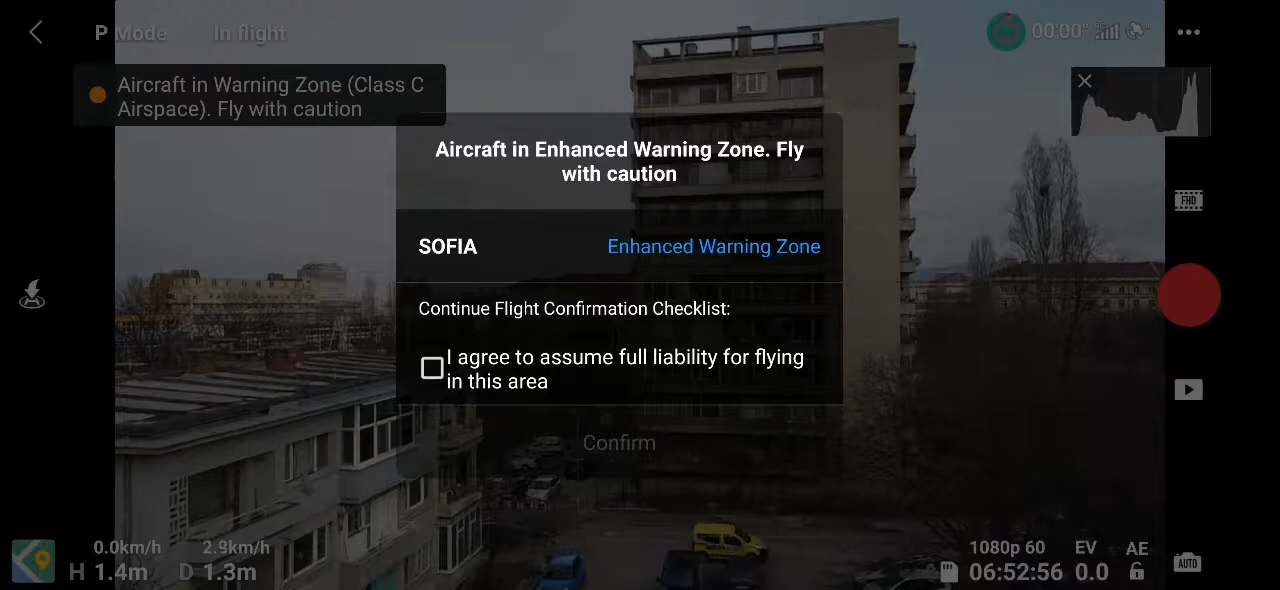 P Mode
In flight
00'00"
Aircraft in Warning Zone (Class C
Airspace). Fly with caution
Aircraft in Enhanced Warning Zone. Fly
with caution
SOFIA
Enhanced Warning Zone
Continue Flight Confirmation Checklist:
I agree to assume full liability for flying
in this area
Confirm
FHD
0.0km/h
2.9km/h
H 1.4m
D 1.3m
1080p 60
EV
AE
06:52:56
0.0
AUTO